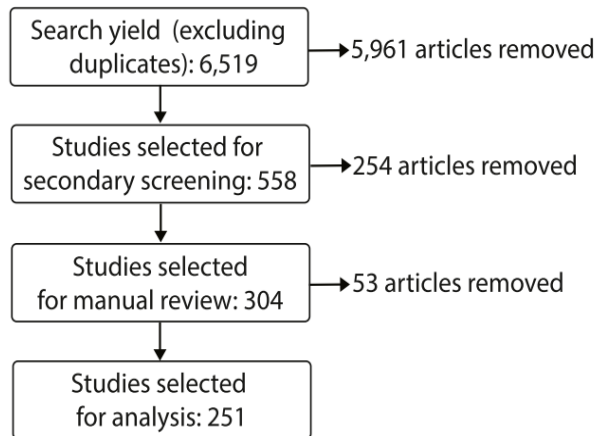 Search yield (excluding
duplicates): 6,519
5,961 articles removed
Studies selected for
secondary screening: 558
254 articles removed
Studies selected
for manual review: 304
53 articles removed
Studies selected
for analysis: 251